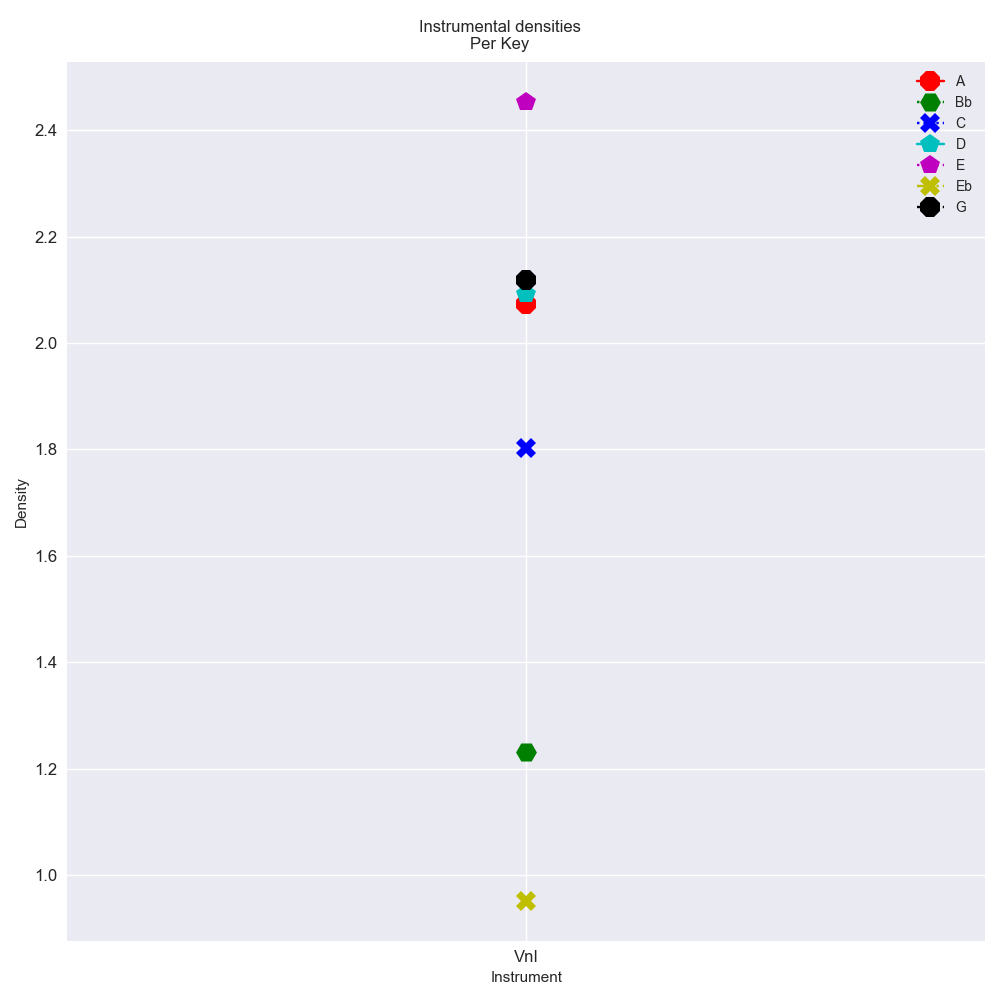 Instrumental densities
Per Key
A
Bb
C
D
E
Eb
G
2.4
2.2
2.0
1.8
1.6
1.4
1.2
1.0
Density
VnI
Instrument